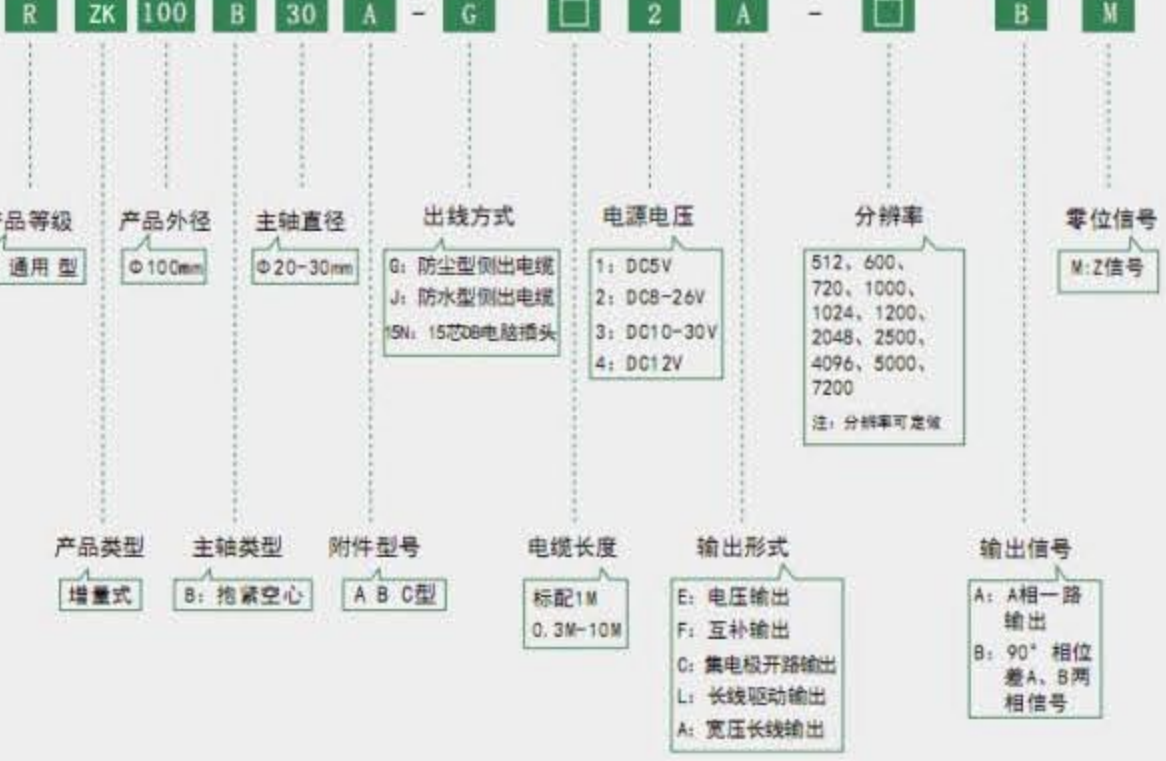 R ZK 100 B 30 A - G □ 2 A - □ B M
品等级 产品外径 主轴直径 出线方式 电源电压 分辨率 零位信号
通用 型
Φ100mm
Φ20-30mm
G: 防尘型侧出电缆
J: 防水型侧出电缆
15N: 15芯DB电脑插头
1: DC5V
2: DC8-26V
3: DC10-30V
4: DC12V
512、600、
720、1000、
1024、1200、
2048、2500、
4096、5000、
7200
注: 分辨率可定做
M:Z信号
产品类型 主轴类型 附件型号 电缆长度 输出形式 输出信号
增量式
B: 抱紧空心
A B C型
标配1M
0.3M-10M
E: 电压输出
F: 互补输出
C: 集电极开路输出
L: 长线驱动输出
A: 宽压长线输出
A: A相一路
输出
B: 90° 相位
差A、B两
相信号